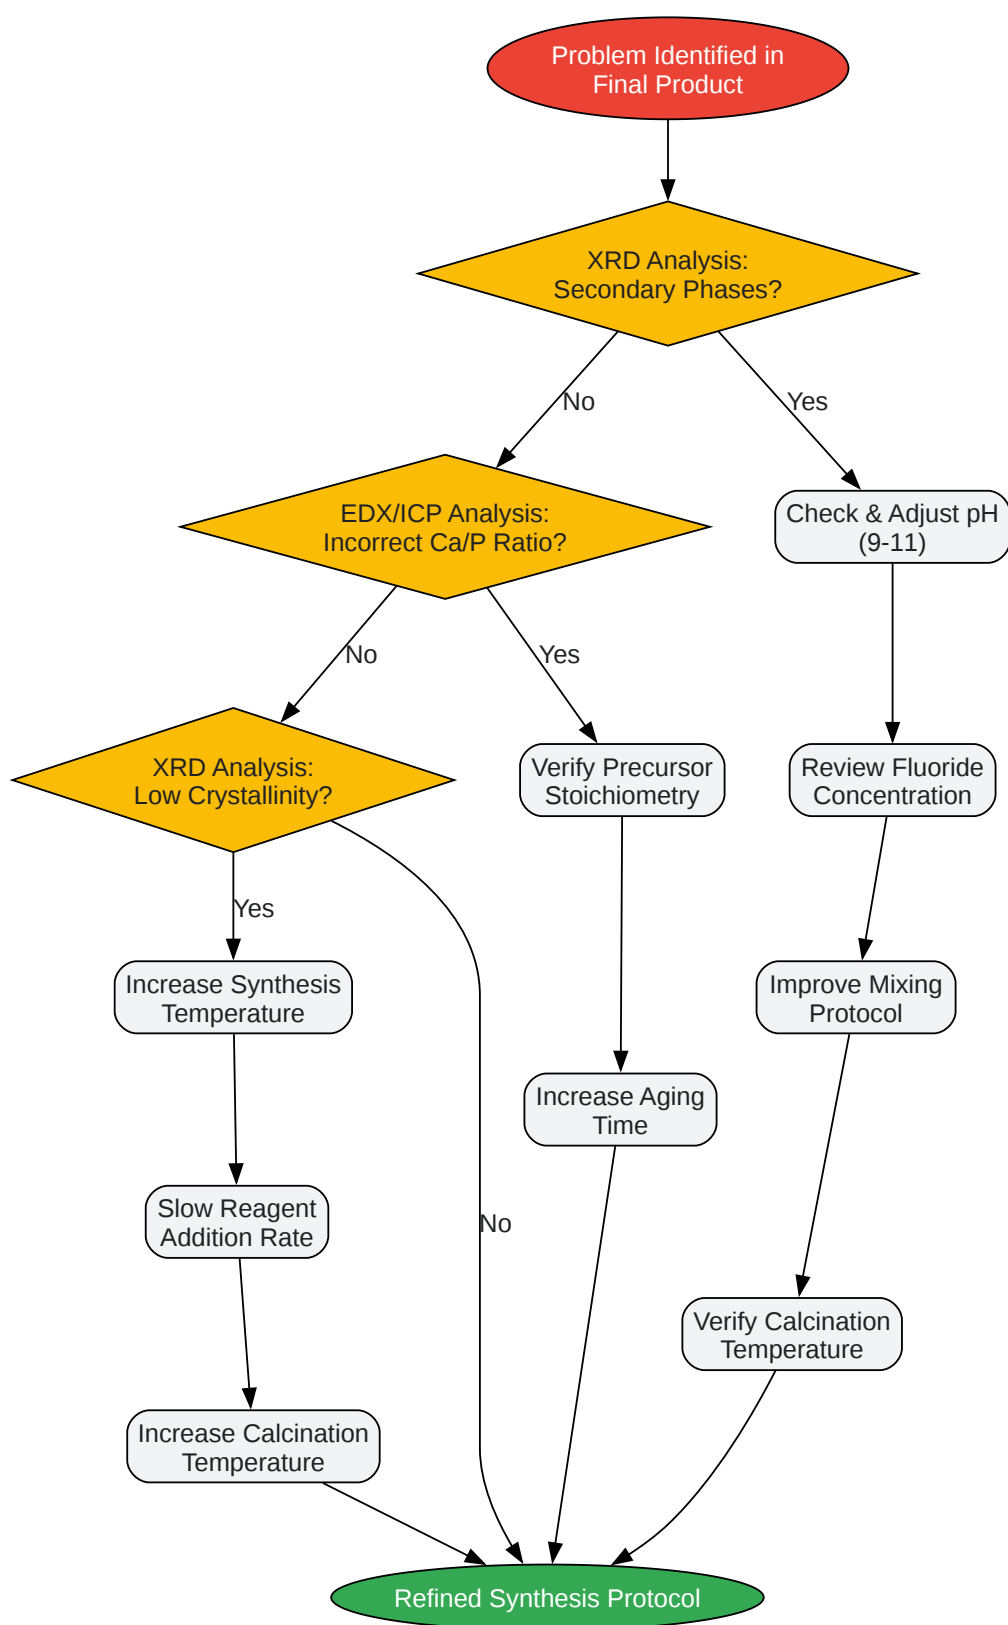 Problem Identified in
Final Product
XRD Analysis:
Secondary Phases?
No
Yes
EDX/ICP Analysis:
Incorrect Ca/P Ratio?
Check & Adjust pH
(9-11)
No
Yes
XRD Analysis:
Low Crystallinity?
Verify Precursor
Stoichiometry
Review Fluoride
Concentration
Yes
Increase Synthesis
Temperature
Improve Mixing
Protocol
Increase Aging
Time
Slow Reagent
Addition Rate
No
Verify Calcination
Temperature
Increase Calcination
Temperature
Refined Synthesis Protocol